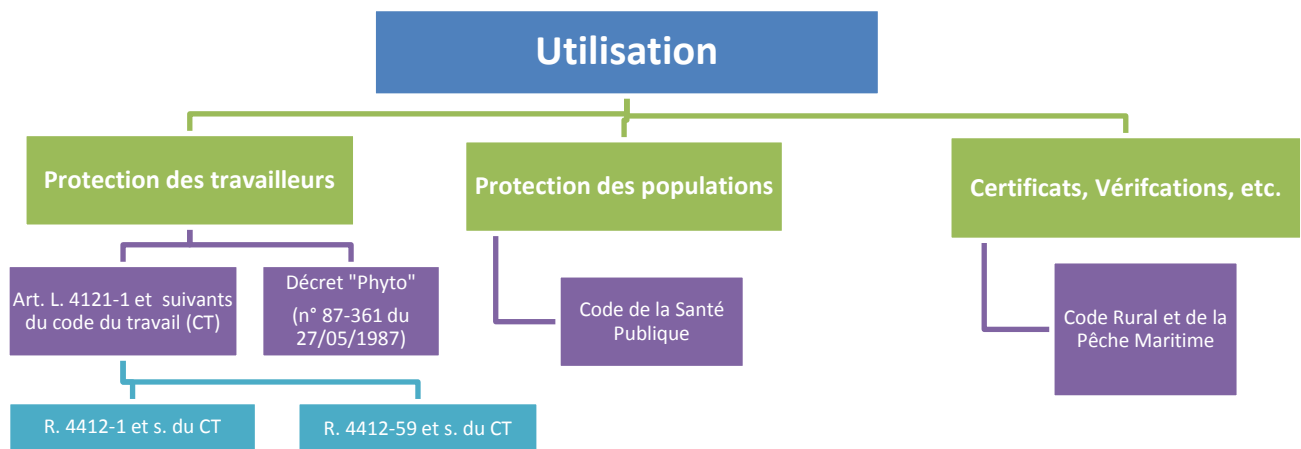 Utilisation
Protection des travailleurs
Protection des populations
Certificats, Vérifcations, etc.
Art. L. 4121-1 et  suivants
du code du travail (CT)
Décret "Phyto"
(n° 87-361 du
27/05/1987)
Code de la Santé
Publique
Code Rural et de la
Pêche Maritime
R. 4412-1 et s. du CT
R. 4412-59 et s. du CT